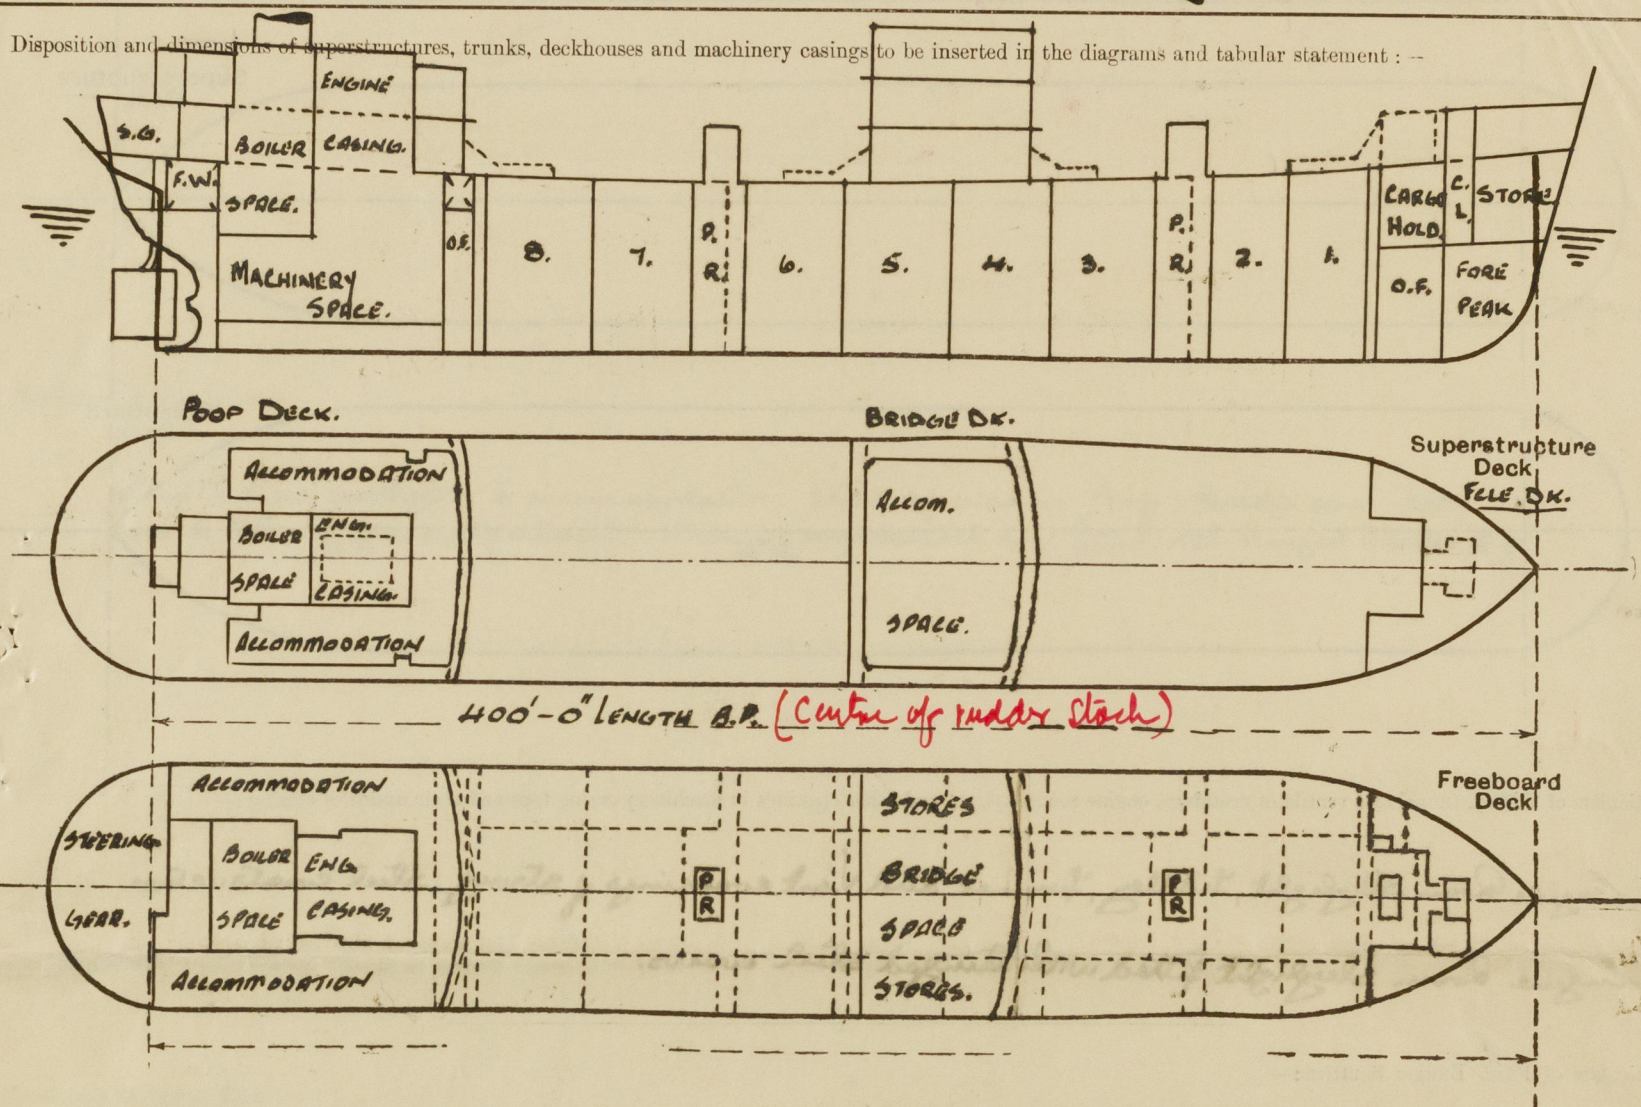 Disposition and dimensions of superstructures, trunks, deckhouses and machinery casings to be inserted in the diagrams and tabular statement : —
ENGINE
S.G.
BOILER CASING.
F.W.
SPACE.
O.F.
MACHINERY
SPACE.
8.
7.
P.
R.
6.
5.
4.
3.
P.
R.
2.
1.
CARGO
HOLD.
C.
L.
STORE
O.F.
FORE
PEAK
POOP DECK.
BRIDGE DK.
Superstructure
Deck
FCLE. DK.
ACCOMMODATION
BOILER
SPACE
ENG.
CASING.
ACCOMMODATION
ACCOM.
SPACE.
400'-0" LENGTH B.P. (Centre of rudder stock)
Freeboard
Deck
ACCOMMODATION
STEERING
GEAR.
BOILER
SPACE
ENG
CASING.
ACCOMMODATION
P
R
STORES
BRIDGE
SPACE
STORES.
P
R